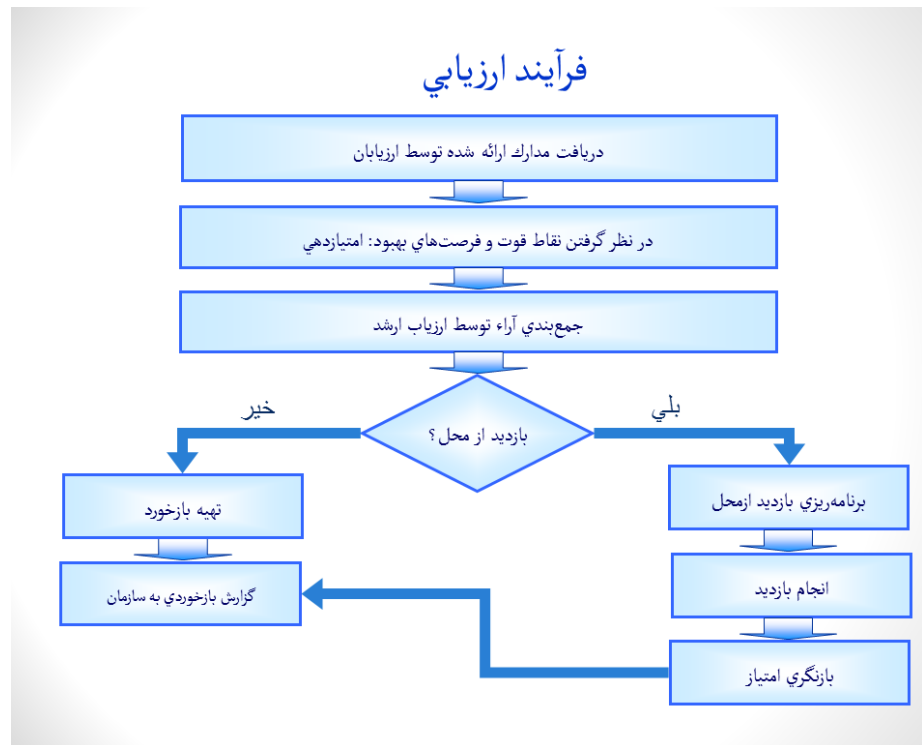 فرآيند ارزيابي
دريافت مدارك ارائه شده توسط ارزيابان
در نظر گرفتن نقاط قوت و فرصت‌هاي بهبود: امتيازدهي
جمع‌بندي آراء توسط ارزياب ارشد
بلي
خير
بازديد از محل؟
برنامه‌ريزي بازديد ازمحل
تهيه بازخورد
انجام بازديد
گزارش بازخوردي به سازمان
بازنگري امتياز